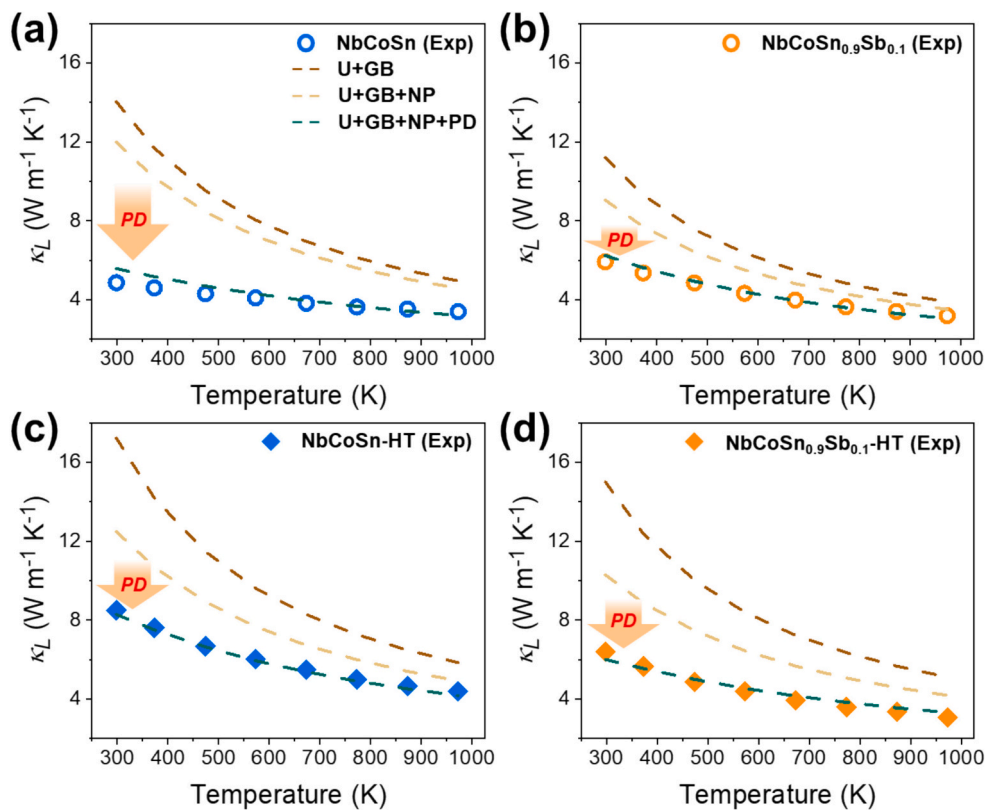 (a)
NbCoSn (Exp)
U+GB
U+GB+NP
U+GB+NP+PD
PD
16
12
8
4
κL (W m-1 K-1)
300 400 500 600 700 800 900 1000
Temperature (K)
(b)
NbCoSn0.9Sb0.1 (Exp)
PD
16
12
8
4
κL (W m-1 K-1)
300 400 500 600 700 800 900 1000
Temperature (K)
(c)
NbCoSn-HT (Exp)
PD
16
12
8
4
κL (W m-1 K-1)
300 400 500 600 700 800 900 1000
Temperature (K)
(d)
NbCoSn0.9Sb0.1-HT (Exp)
PD
16
12
8
4
κL (W m-1 K-1)
300 400 500 600 700 800 900 1000
Temperature (K)